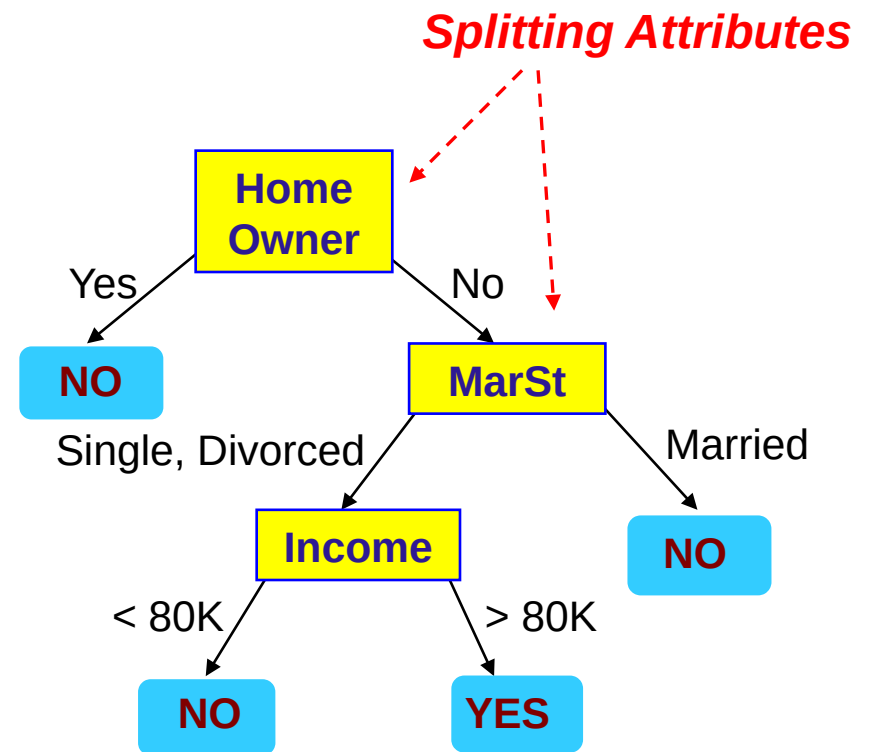 Splitting Attributes
Home
Owner
Yes
No
NO
MarSt
Single, Divorced
Married
Income
NO
< 80K
> 80K
NO
YES